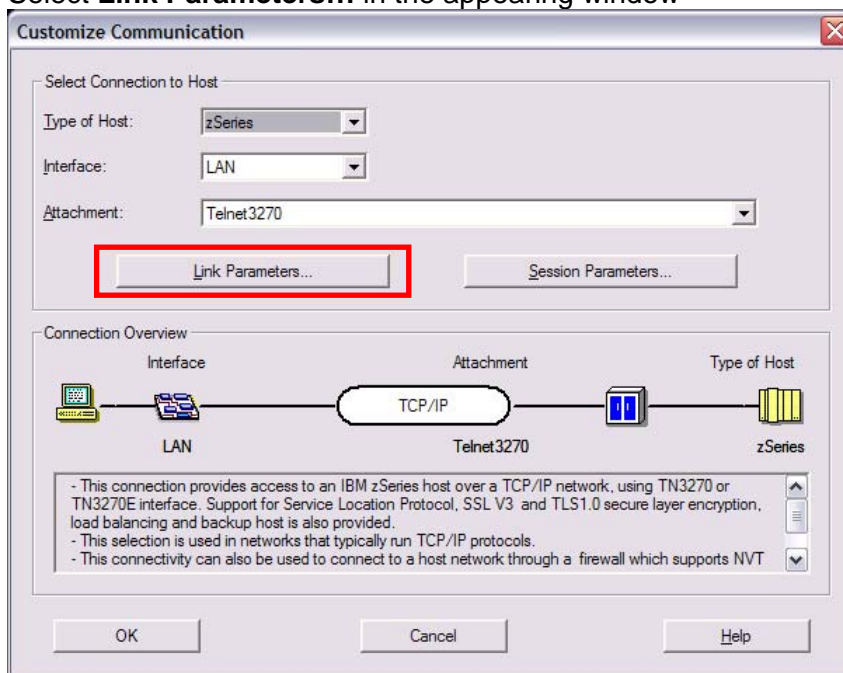 Select Link Parameters... in the appearing window
Customize Communication
Select Connection to Host
Type of Host: zSeries
Interface: LAN
Attachment: Telnet3270
Link Parameters... Session Parameters...
Connection Overview
Interface Attachment Type of Host
TCP/IP
LAN Telnet3270 zSeries
- This connection provides access to an IBM zSeries host over a TCP/IP network, using TN3270 or
TN3270E interface. Support for Service Location Protocol, SSL V3 and TLS1.0 secure layer encryption,
load balancing and backup host is also provided.
- This selection is used in networks that typically run TCP/IP protocols.
- This connectivity can also be used to connect to a host network through a firewall which supports NVT
OK Cancel Help